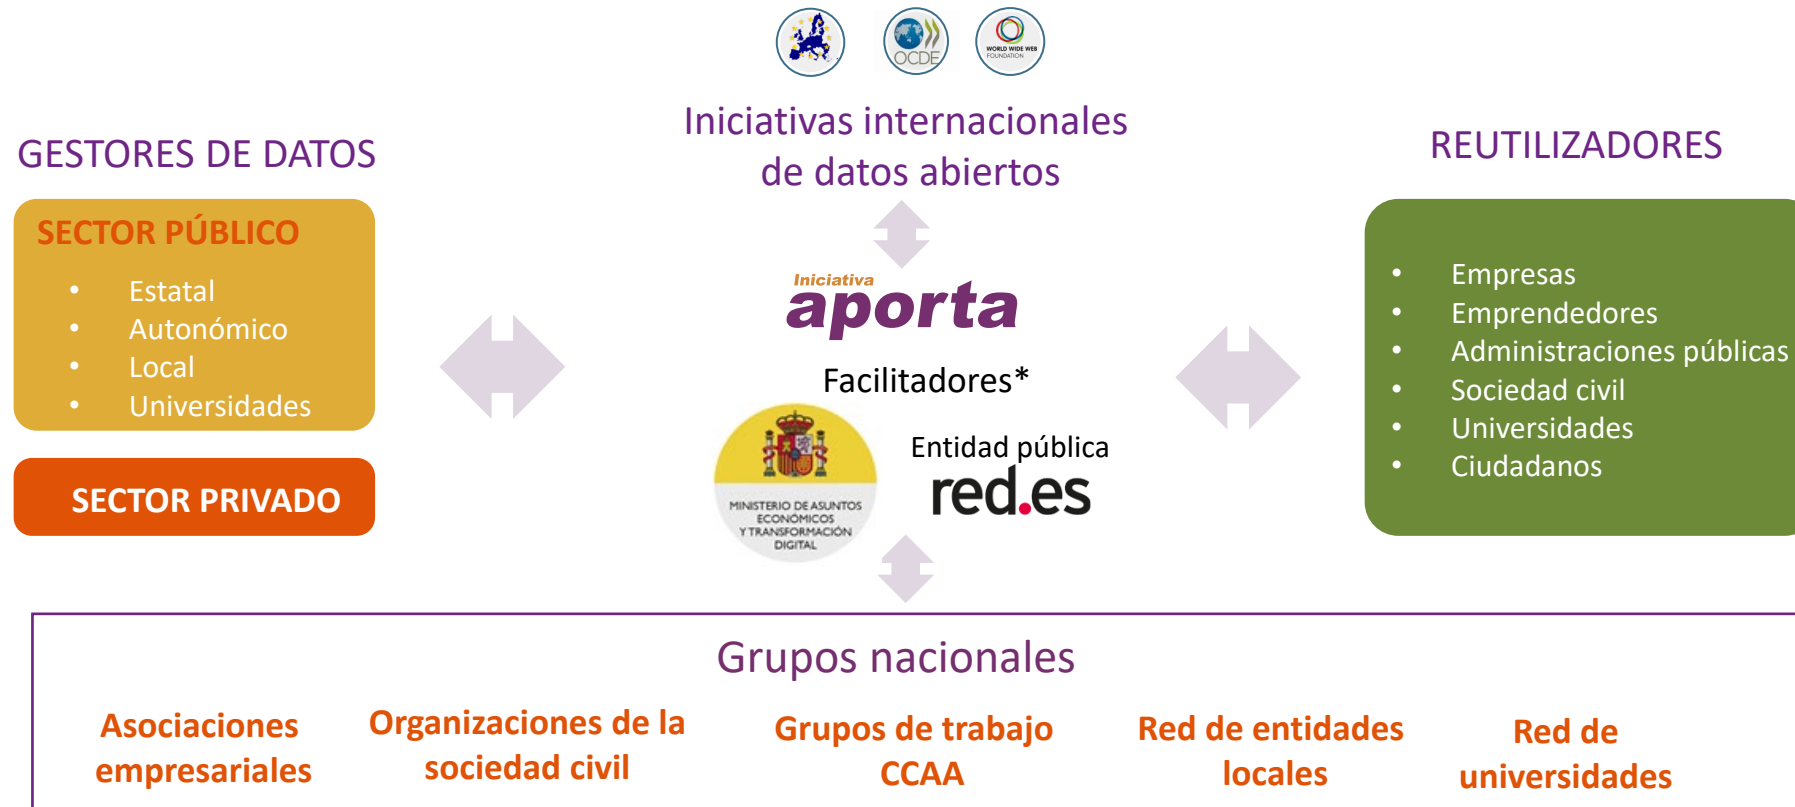 OCDE
WORLD WIDE WEB
FOUNDATION
Iniciativas internacionales
de datos abiertos
GESTORES DE DATOS
SECTOR PÚBLICO
• Estatal
• Autonómico
• Local
• Universidades
SECTOR PRIVADO
Iniciativa
aporta
Facilitadores*
MINISTERIO DE ASUNTOS
ECONÓMICOS
Y TRANSFORMACIÓN
DIGITAL
Entidad pública
red.es
REUTILIZADORES
• Empresas
• Emprendedores
• Administraciones públicas
• Sociedad civil
• Universidades
• Ciudadanos
Grupos nacionales
Asociaciones
empresariales
Organizaciones de la
sociedad civil
Grupos de trabajo
CCAA
Red de entidades
locales
Red de
universidades